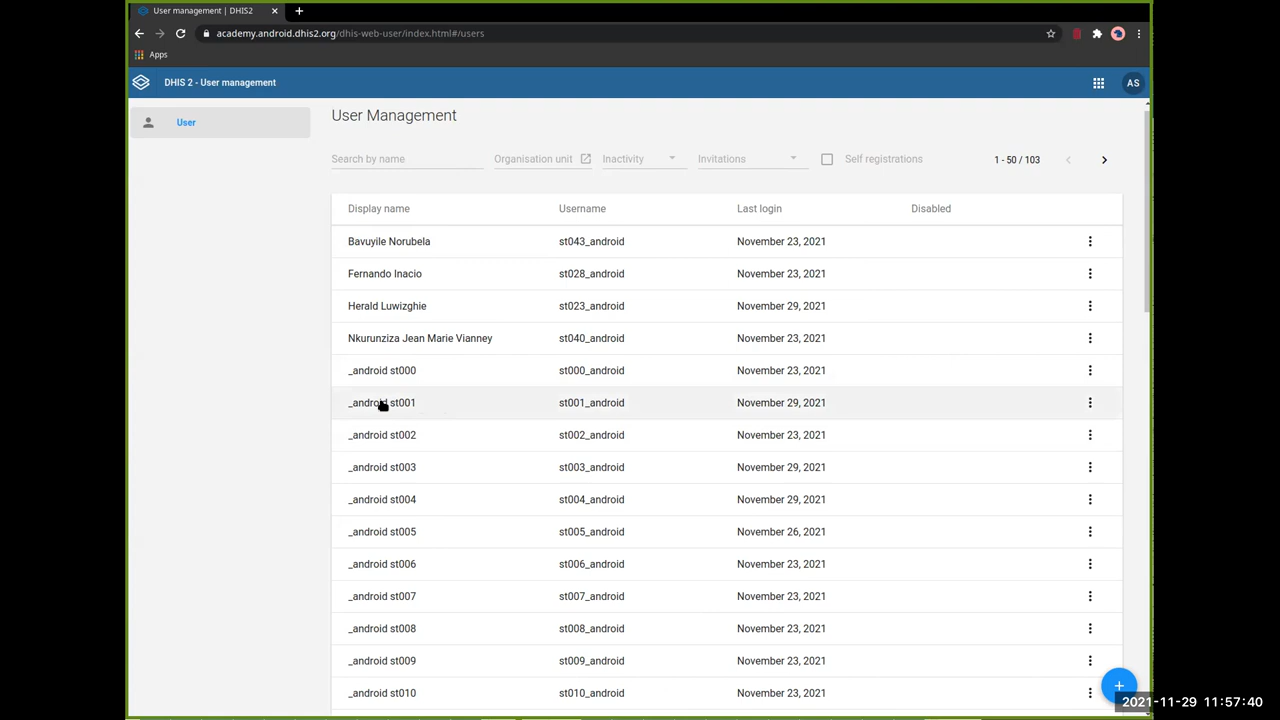 User management | DHIS2
academy.android.dhis2.org/dhis-web-user/index.html#/users
Apps
DHIS 2 - User management
AS
User
User Management
Search by name
Organisation unit
Inactivity
Invitations
Self registrations
1 - 50 / 103
Display name Username Last login Disabled
Bavuyile Norubela st043_android November 23, 2021
Fernando Inacio st028_android November 23, 2021
Herald Luwizghie st023_android November 29, 2021
Nkurunziza Jean Marie Vianney st040_android November 23, 2021
_android st000 st000_android November 23, 2021
_android st001 st001_android November 29, 2021
_android st002 st002_android November 23, 2021
_android st003 st003_android November 29, 2021
_android st004 st004_android November 29, 2021
_android st005 st005_android November 26, 2021
_android st006 st006_android November 23, 2021
_android st007 st007_android November 23, 2021
_android st008 st008_android November 23, 2021
_android st009 st009_android November 23, 2021
_android st010 st010_android November 23, 2021
2021-11-29 11:57:40